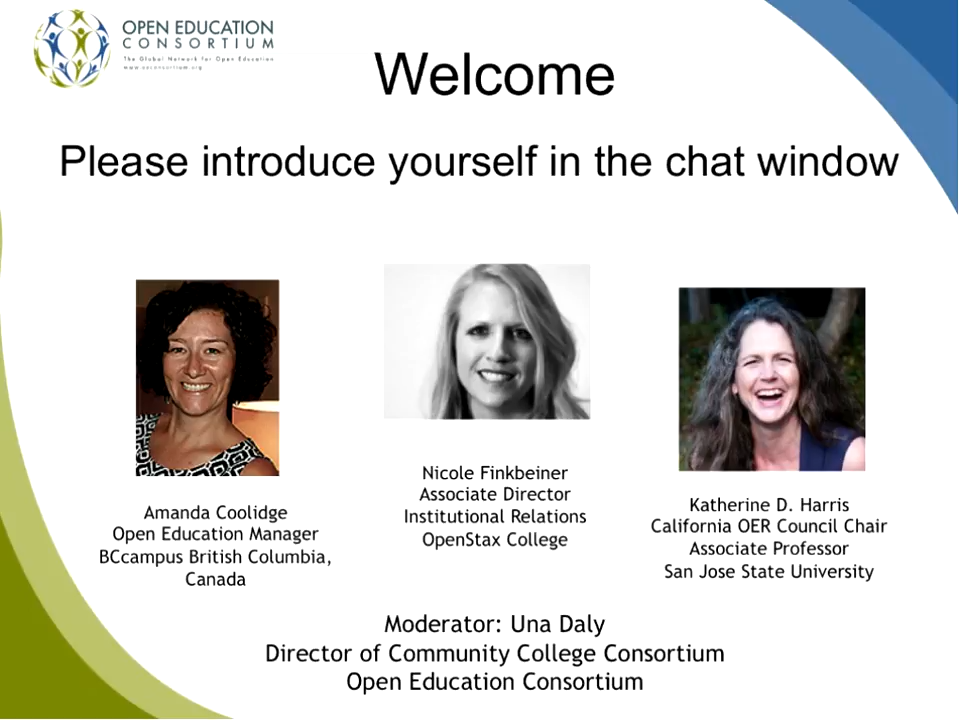 OPEN EDUCATION
CONSORTIUM
The Global Network for Open Education
www.oeconsortium.org
Welcome
Please introduce yourself in the chat window
Amanda Coolidge
Open Education Manager
BCcampus British Columbia,
Canada
Nicole Finkbeiner
Associate Director
Institutional Relations
OpenStax College
Katherine D. Harris
California OER Council Chair
Associate Professor
San Jose State University
Moderator: Una Daly
Director of Community College Consortium
Open Education Consortium